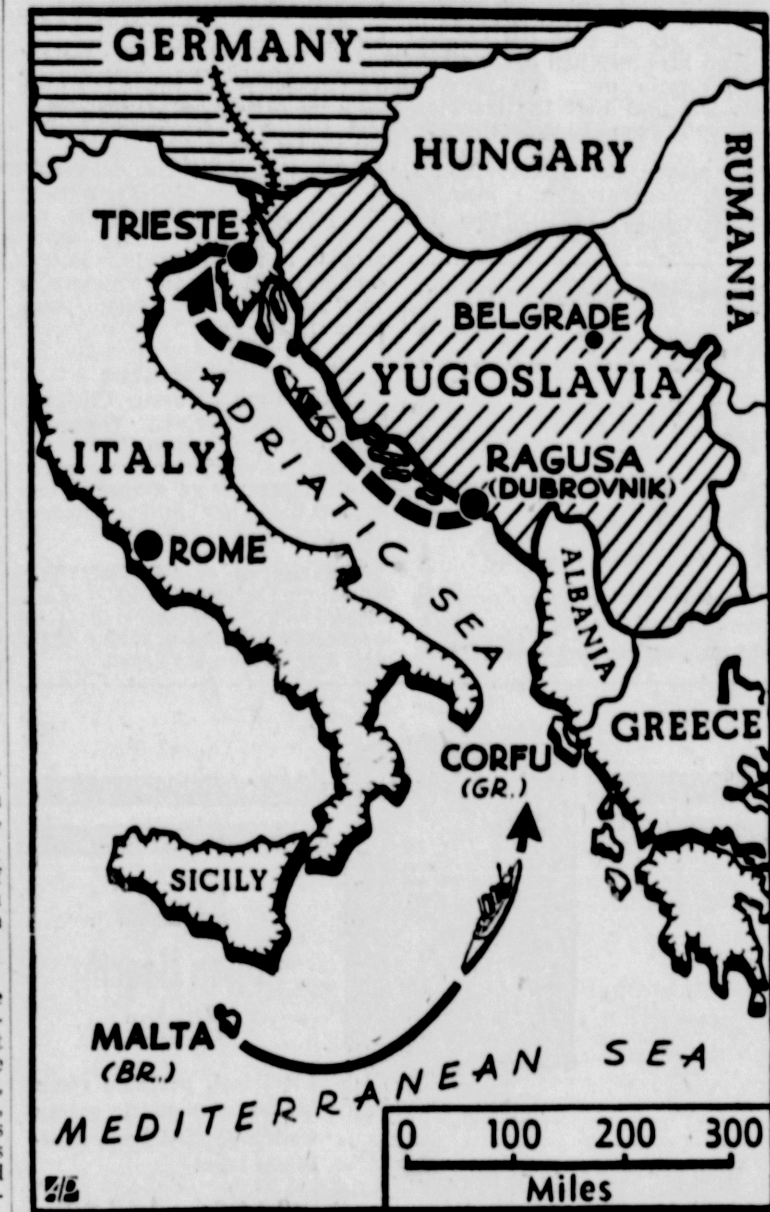 GERMANY
HUNGARY
RUMANIA
TRIESTE
BELGRADE
YUGOSLAVIA
ADRIATIC SEA
ITALY
RAGUSA
(DUBROVNIK)
ROME
ALBANIA
GREECE
CORFU
(GR.)
SICILY
MALTA
(BR.)
MEDITERRANEAN SEA
0 100 200 300
Miles
AP